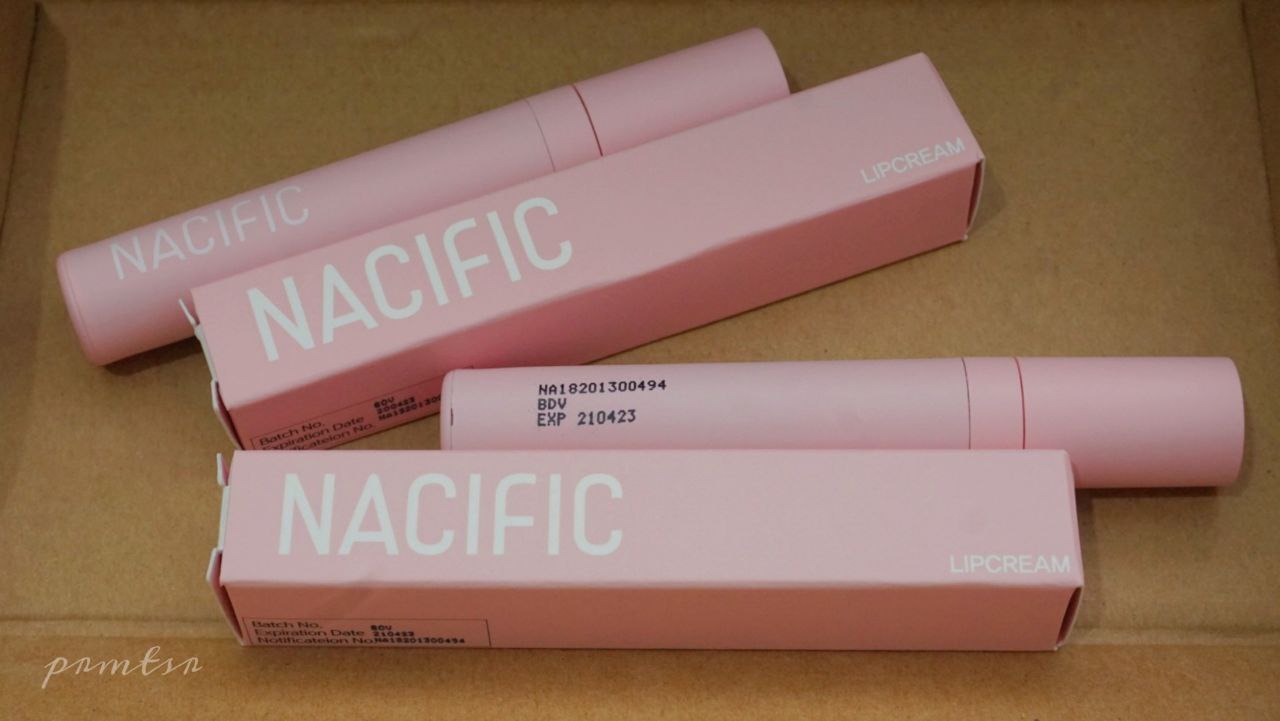 NACIFIC
NACIFIC
LIPCREAM
Batch No.
Expiration Date
Notificateion No.
NA18201300494
BDV
EXP 210423
NACIFIC
LIPCREAM
Batch No. BDV
Expiration Date 210423
Notificateion No. NA18201300494
prmtsr